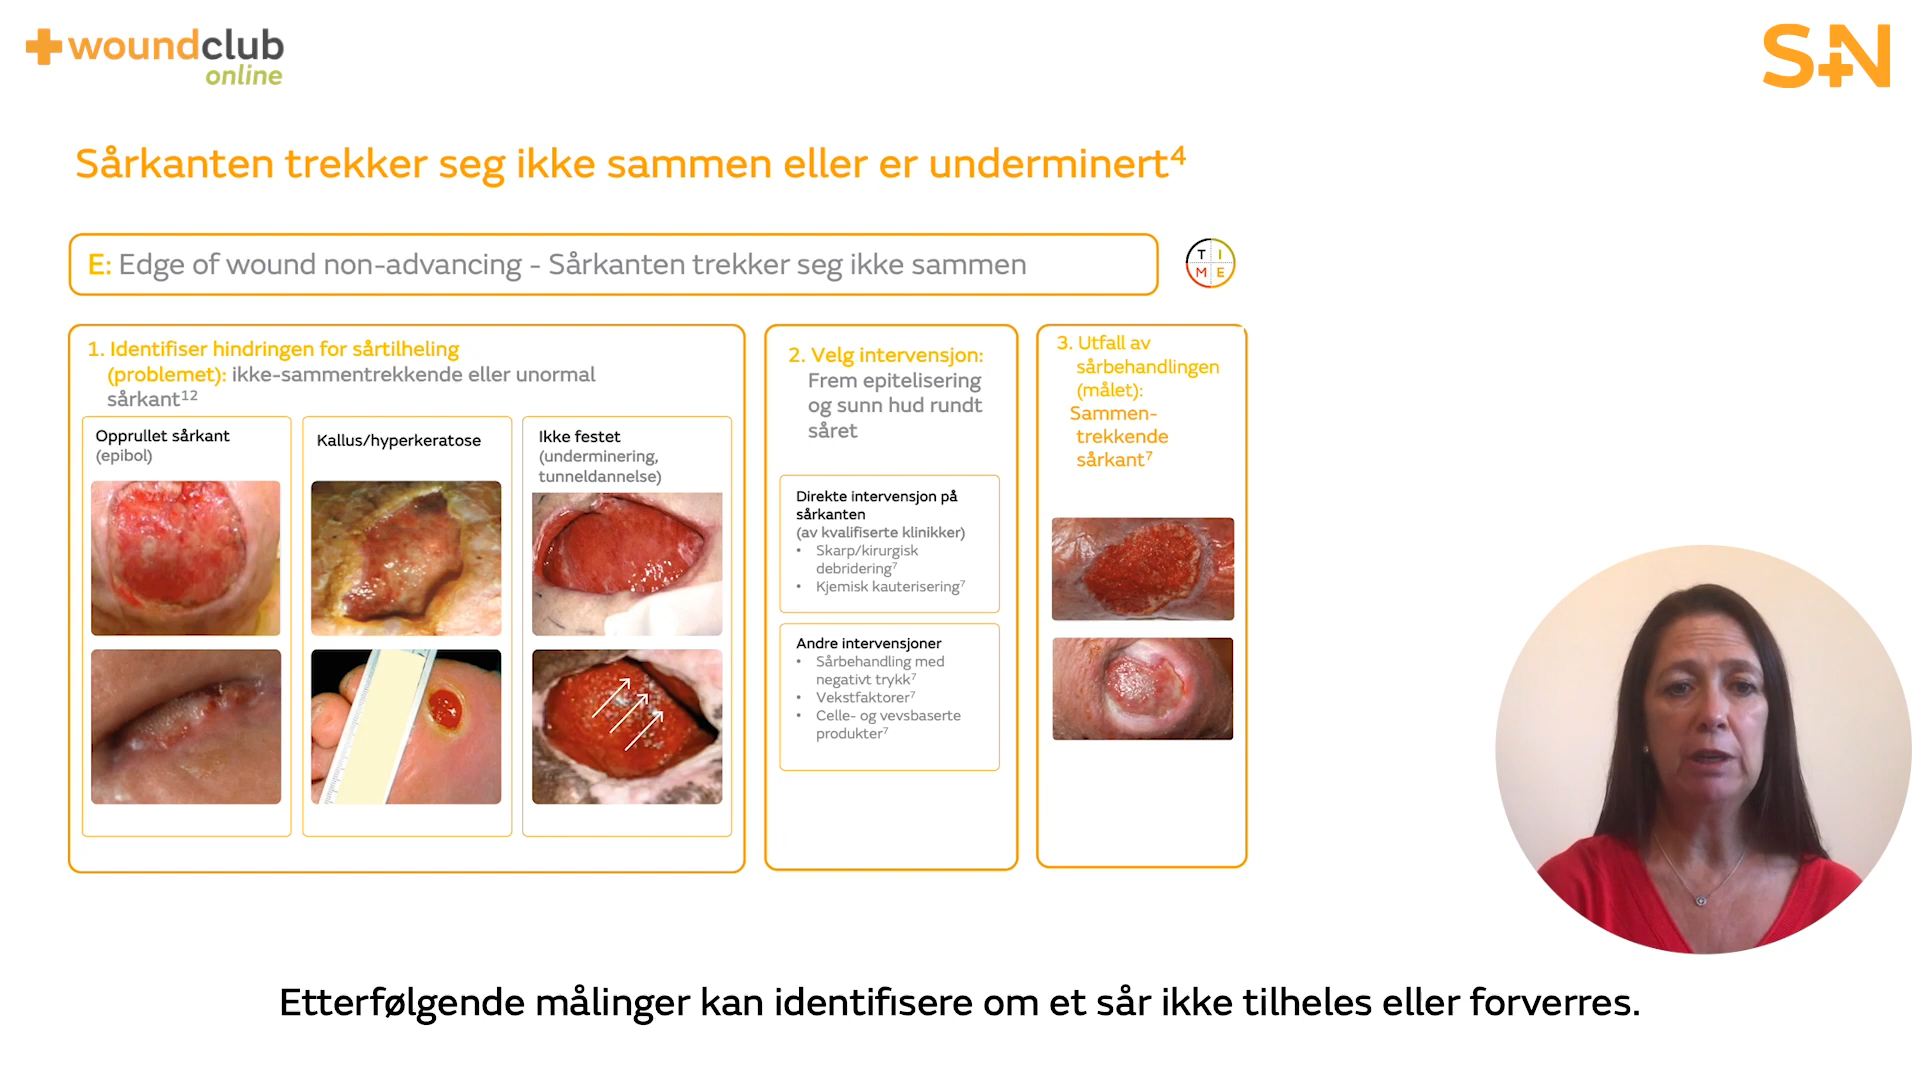 woundclub
online
S+N
Sårkanten trekker seg ikke sammen eller er underminert⁴
E: Edge of wound non-advancing - Sårkanten trekker seg ikke sammen
T I
M E
1. Identifiser hindringen for sårtilheling
(problemet): ikke-sammentrekkende eller unormal
sårkant¹²
Opprullet sårkant
(epibol)
Kallus/hyperkeratose
Ikke festet
(underminering,
tunneldannelse)
2. Velg intervensjon:
Frem epitelisering
og sunn hud rundt
såret
Direkte intervensjon på
sårkanten
(av kvalifiserte klinikker)
• Skarp/kirurgisk
debridering⁷
• Kjemisk kauterisering⁷
Andre intervensjoner
• Sårbehandling med
negativt trykk⁷
• Vekstfaktorer⁷
• Celle- og vevsbaserte
produkter⁷
3. Utfall av
sårbehandlingen
(målet):
Sammen-
trekkende
sårkant⁷
Etterfølgende målinger kan identifisere om et sår ikke tilheles eller forverres.